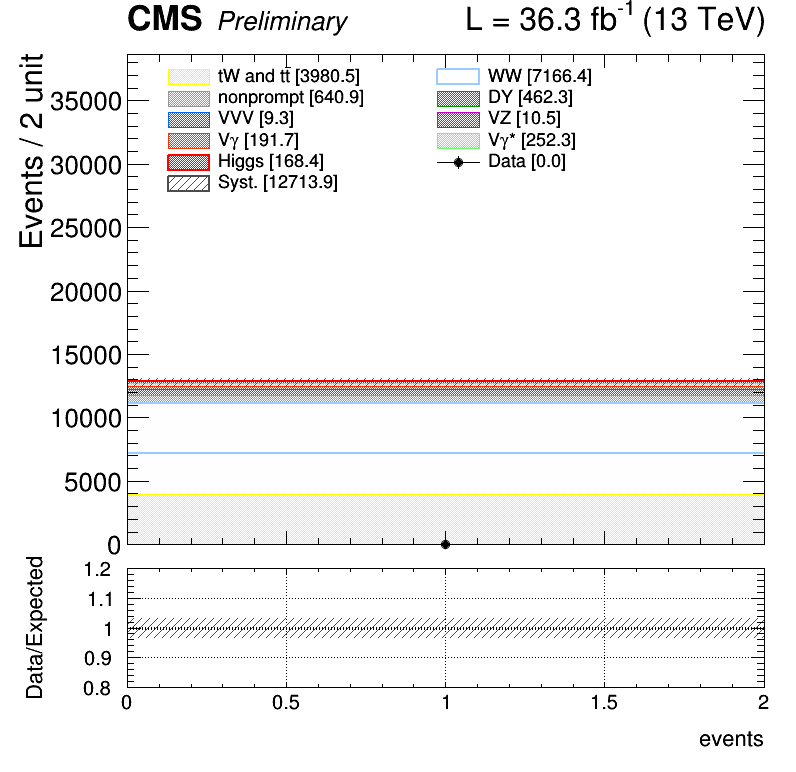 CMS Preliminary L = 36.3 fb⁻¹ (13 TeV)
Events / 2 unit
tW and tt̄ [3980.5]
nonprompt [640.9]
VVV [9.3]
Vγ [191.7]
Higgs [168.4]
Syst. [12713.9]
WW [7166.4]
DY [462.3]
VZ [10.5]
Vγ* [252.3]
Data [0.0]
35000
30000
25000
20000
15000
10000
5000
0
Data/Expected
1.2
1.1
1
0.9
0.8
0 0.5 1 1.5 2
events